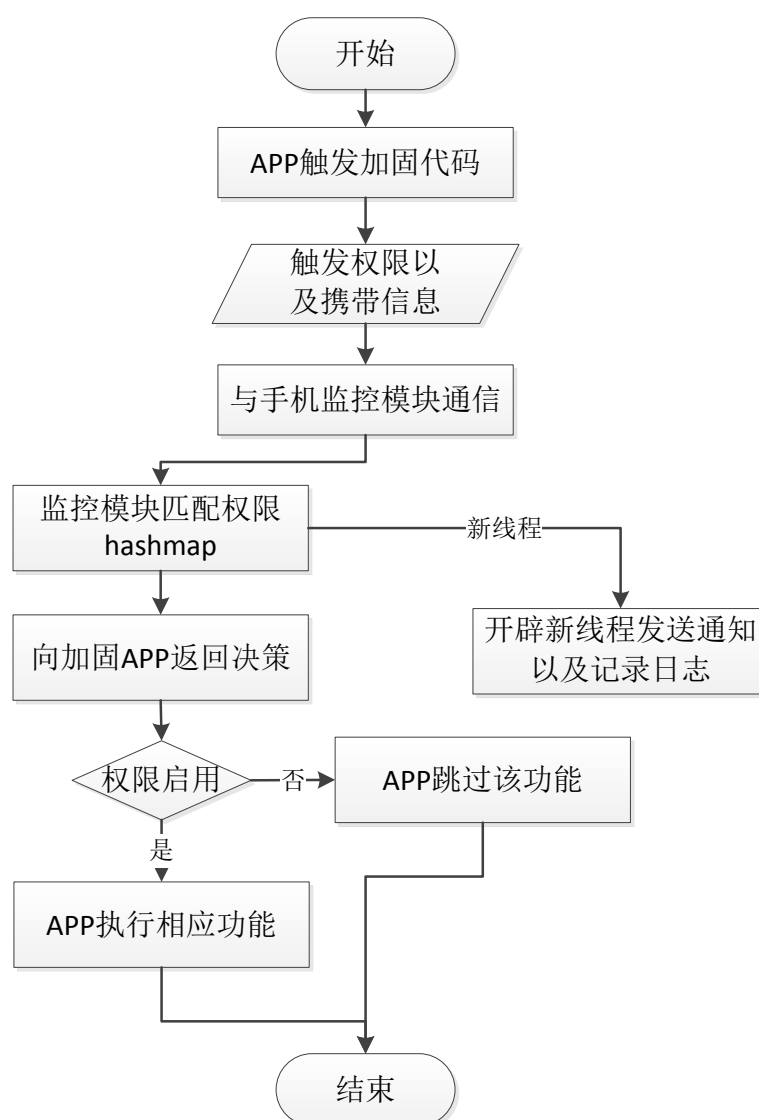 开始
APP触发加固代码
触发权限以
及携带信息
与手机监控模块通信
监控模块匹配权限
hashmap
新线程
开辟新线程发送通知
以及记录日志
向加固APP返回决策
权限启用
否
APP跳过该功能
是
APP执行相应功能
结束